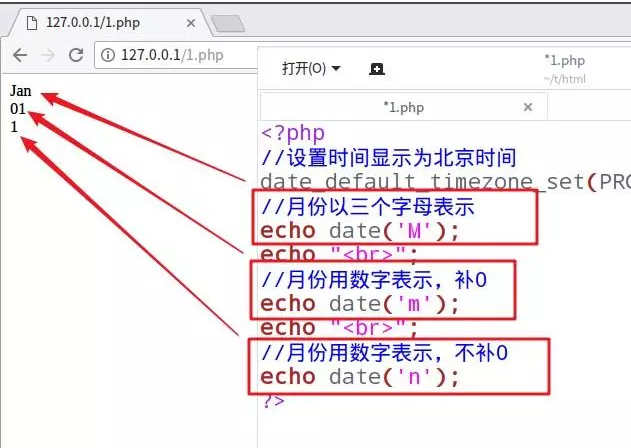 127.0.0.1/1.php
127.0.0.1/1.php
Jan
01
1
打开(O)
*1.php
~/t/html
*1.php
<?php
//设置时间显示为北京时间
date_default_timezone_set(PRC
//月份以三个字母表示
echo date('M');
echo "<br>";
//月份用数字表示，补0
echo date('m');
echo "<br>";
//月份用数字表示，不补0
echo date('n');
?>